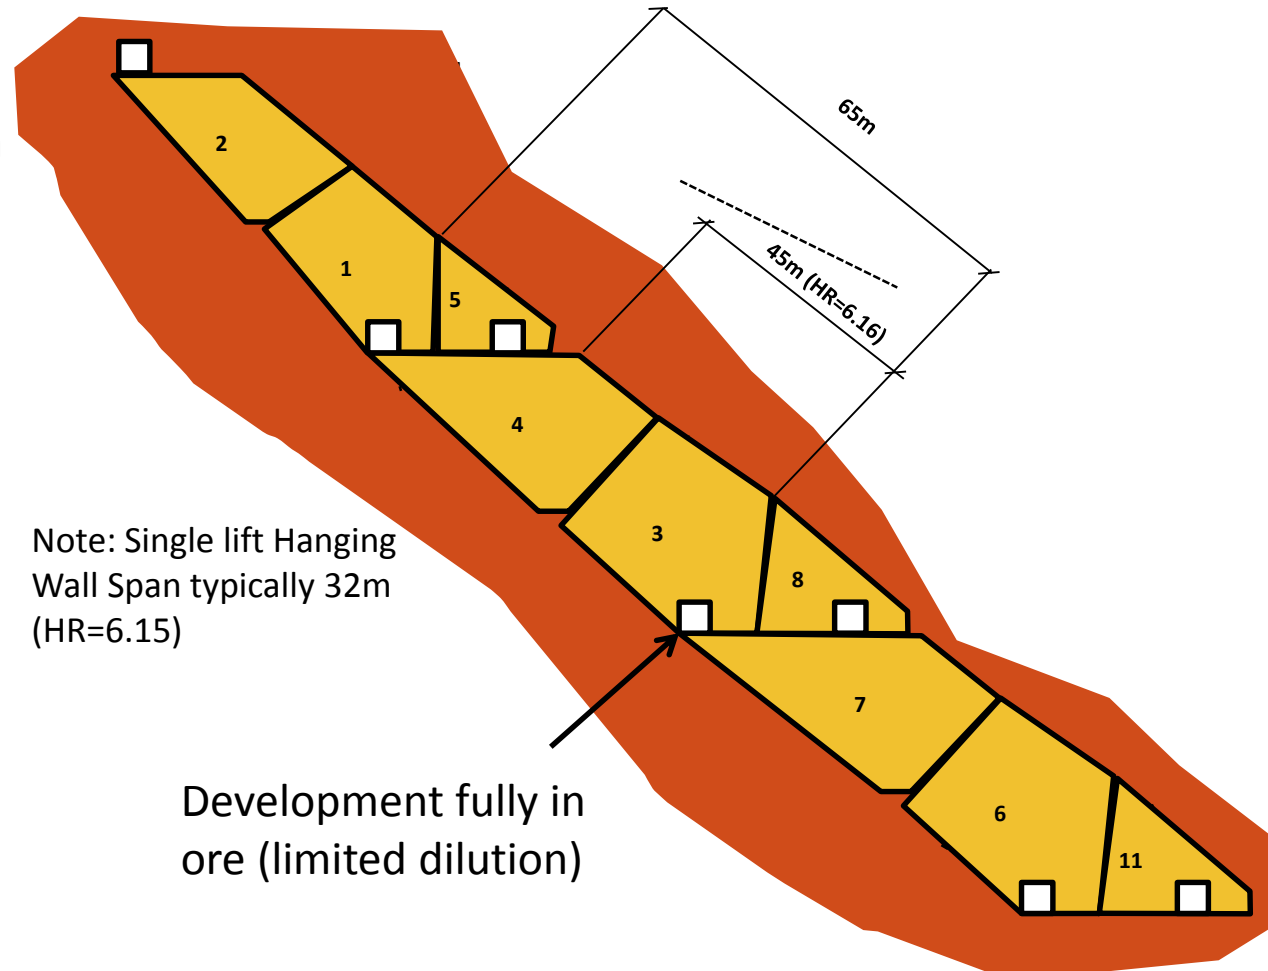 65m
2
45m (HR=6.16)
1
5
4
Note: Single lift Hanging
Wall Span typically 32m
(HR=6.15)
3
8
7
Development fully in
ore (limited dilution)
6
11